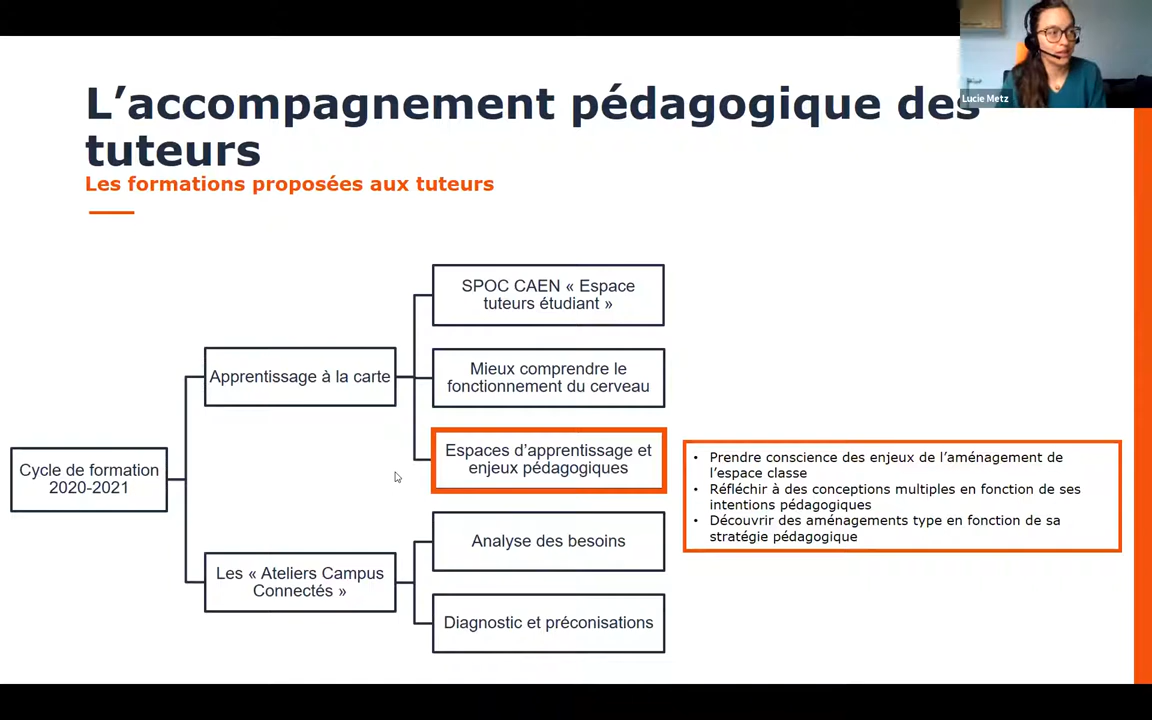 L’accompagnement pédagogique des
tuteurs
Les formations proposées aux tuteurs
Lucie Metz
SPOC CAEN « Espace
tuteurs étudiant »
Apprentissage à la carte
Mieux comprendre le
fonctionnement du cerveau
Espaces d’apprentissage et
enjeux pédagogiques
• Prendre conscience des enjeux de l’aménagement de
l’espace classe
• Réfléchir à des conceptions multiples en fonction de ses
intentions pédagogiques
• Découvrir des aménagements type en fonction de sa
stratégie pédagogique
Cycle de formation
2020-2021
Les « Ateliers Campus
Connectés »
Analyse des besoins
Diagnostic et préconisations